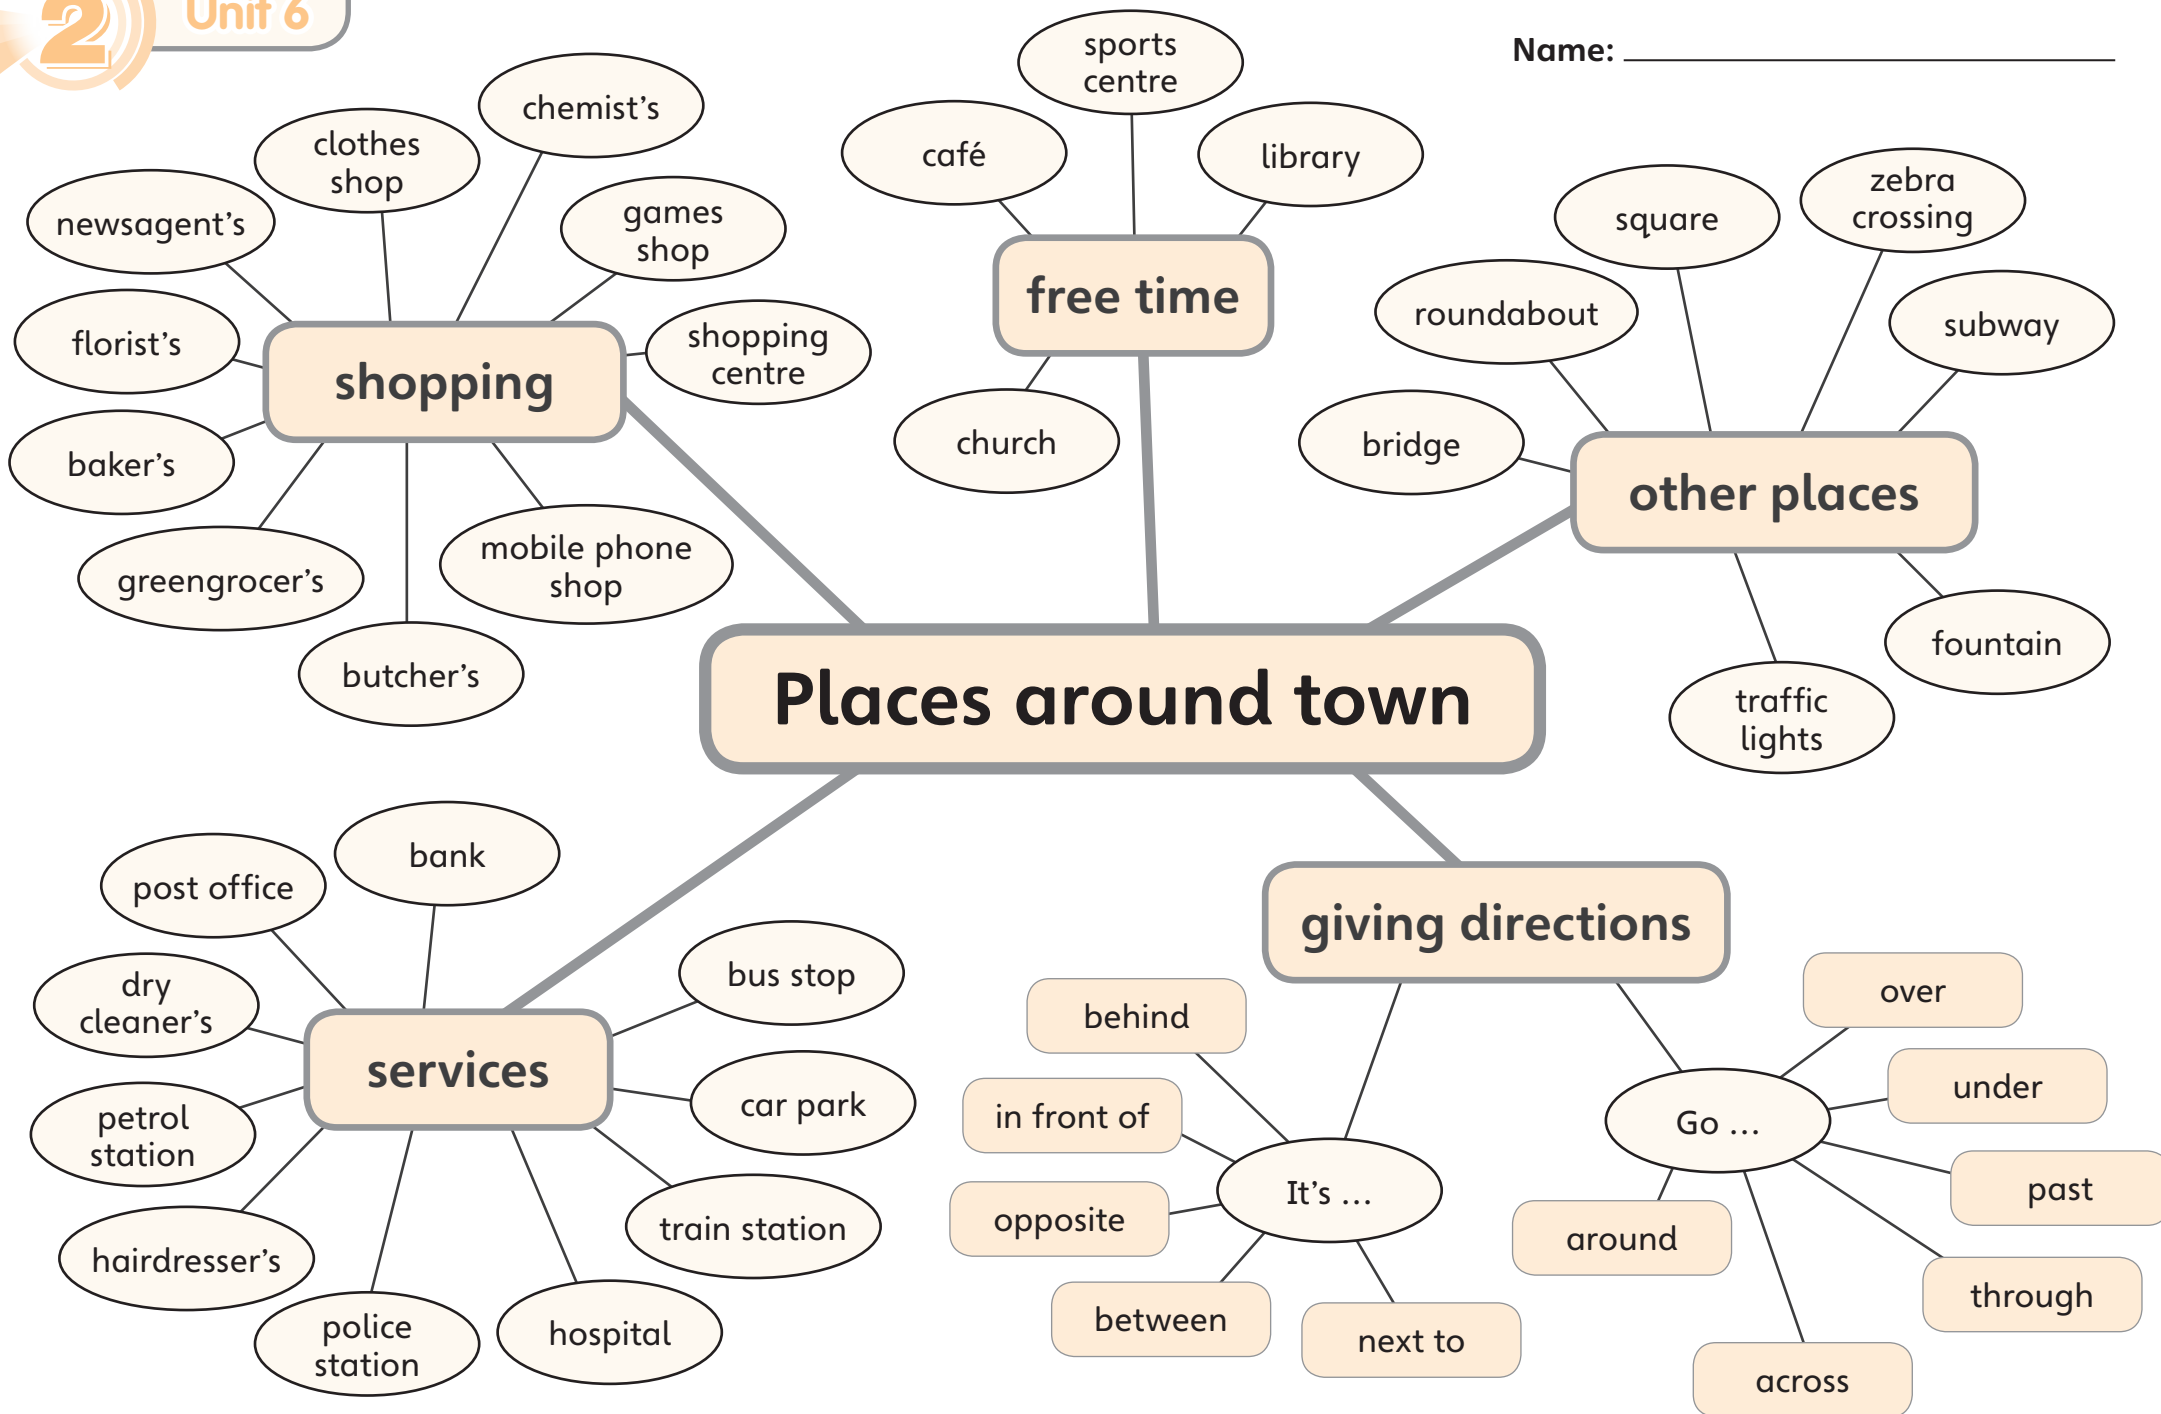 2
Unit 6
Name:
chemist's
clothes
shop
newsagent's
games
shop
florist's
shopping
centre
shopping
baker's
greengrocer's
mobile phone
shop
butcher's
sports
centre
café
library
free time
church
zebra
crossing
square
roundabout
subway
bridge
other places
fountain
traffic
lights
Places around town
bank
post office
dry
cleaner's
bus stop
services
petrol
station
car park
hairdresser's
train station
police
station
hospital
giving directions
behind
in front of
opposite
It's ...
between
next to
over
under
Go ...
past
around
through
across